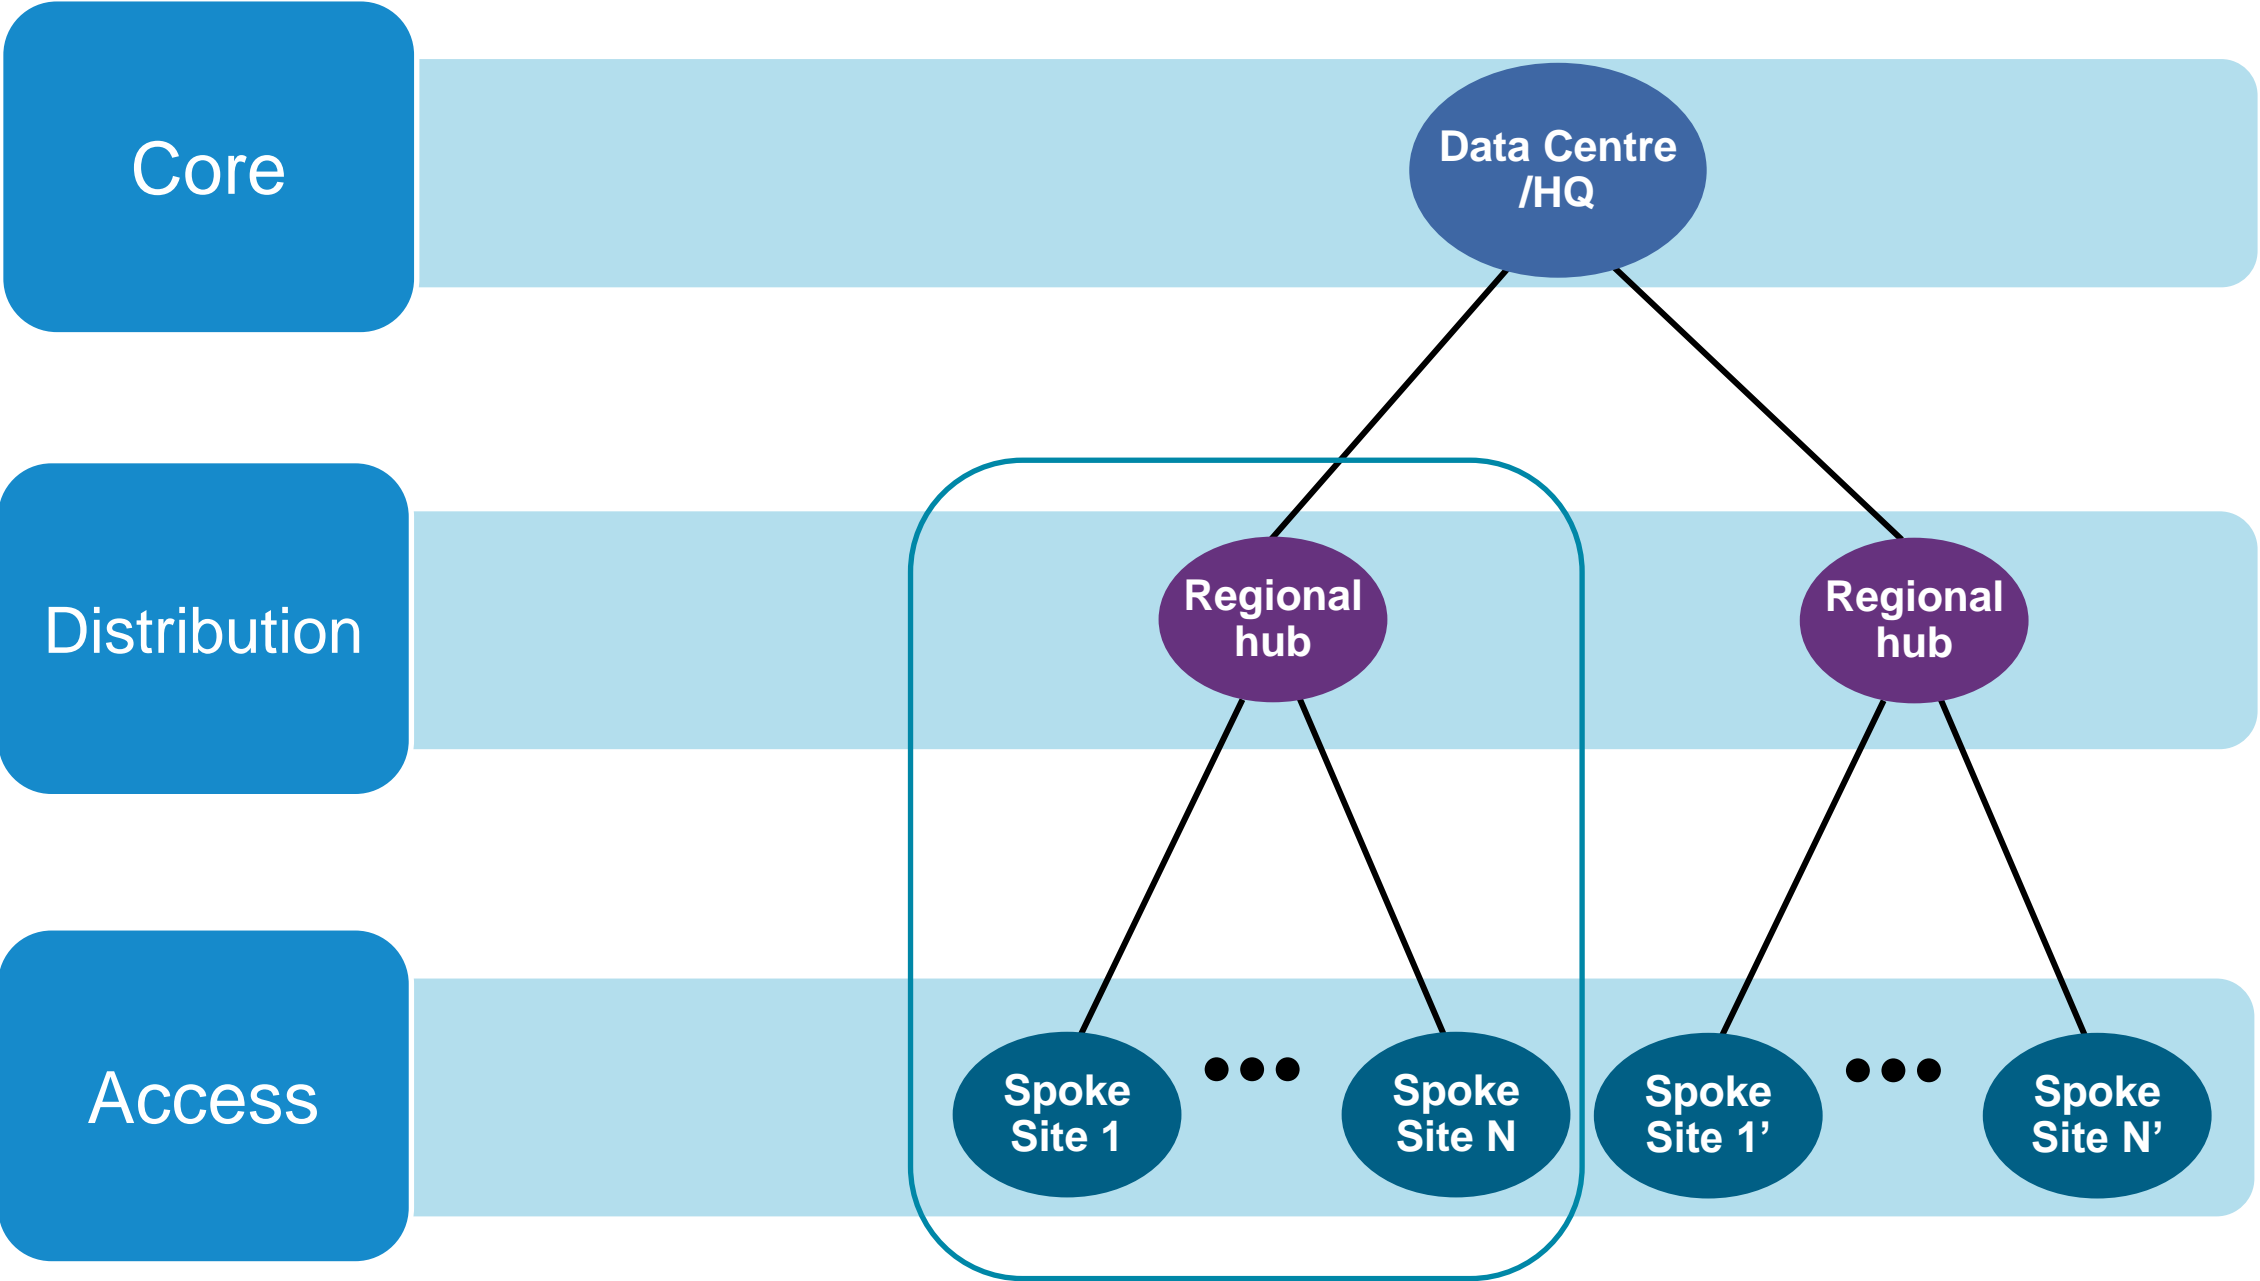 Core
Data Centre
/HQ
Distribution
Regional
hub
Regional
hub
Access
Spoke
Site 1
Spoke
Site N
Spoke
Site 1’
Spoke
Site N’